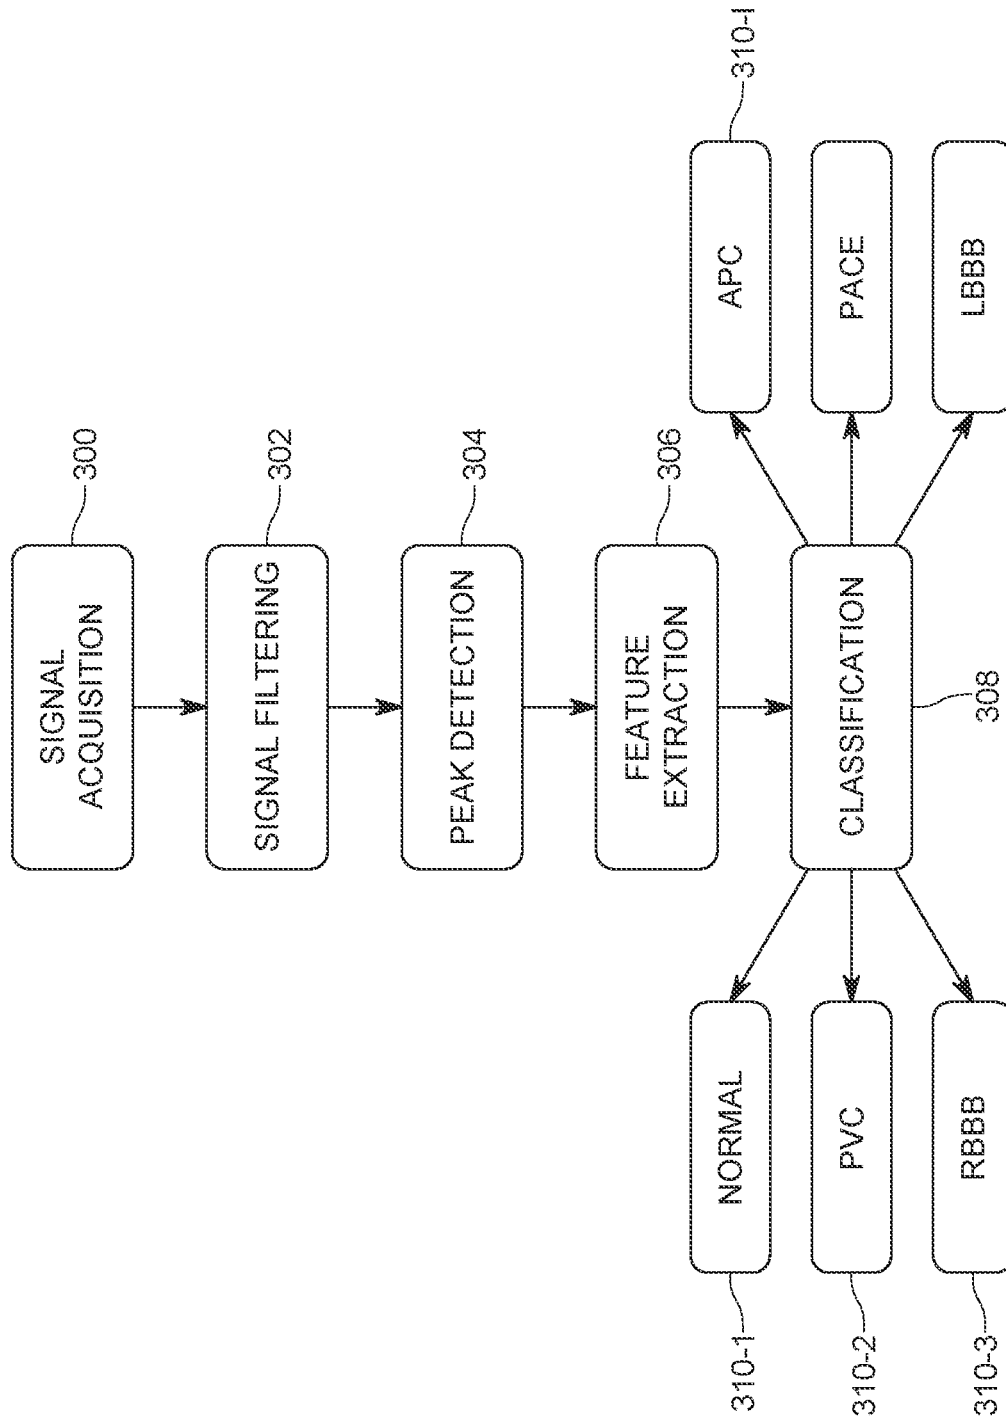 SIGNAL
ACQUISITION
300
SIGNAL FILTERING
302
PEAK DETECTION
304
FEATURE
EXTRACTION
306
CLASSIFICATION
308
NORMAL
310-1
PVC
310-2
RBBB
310-3
APC
310-I
PACE
LBBB